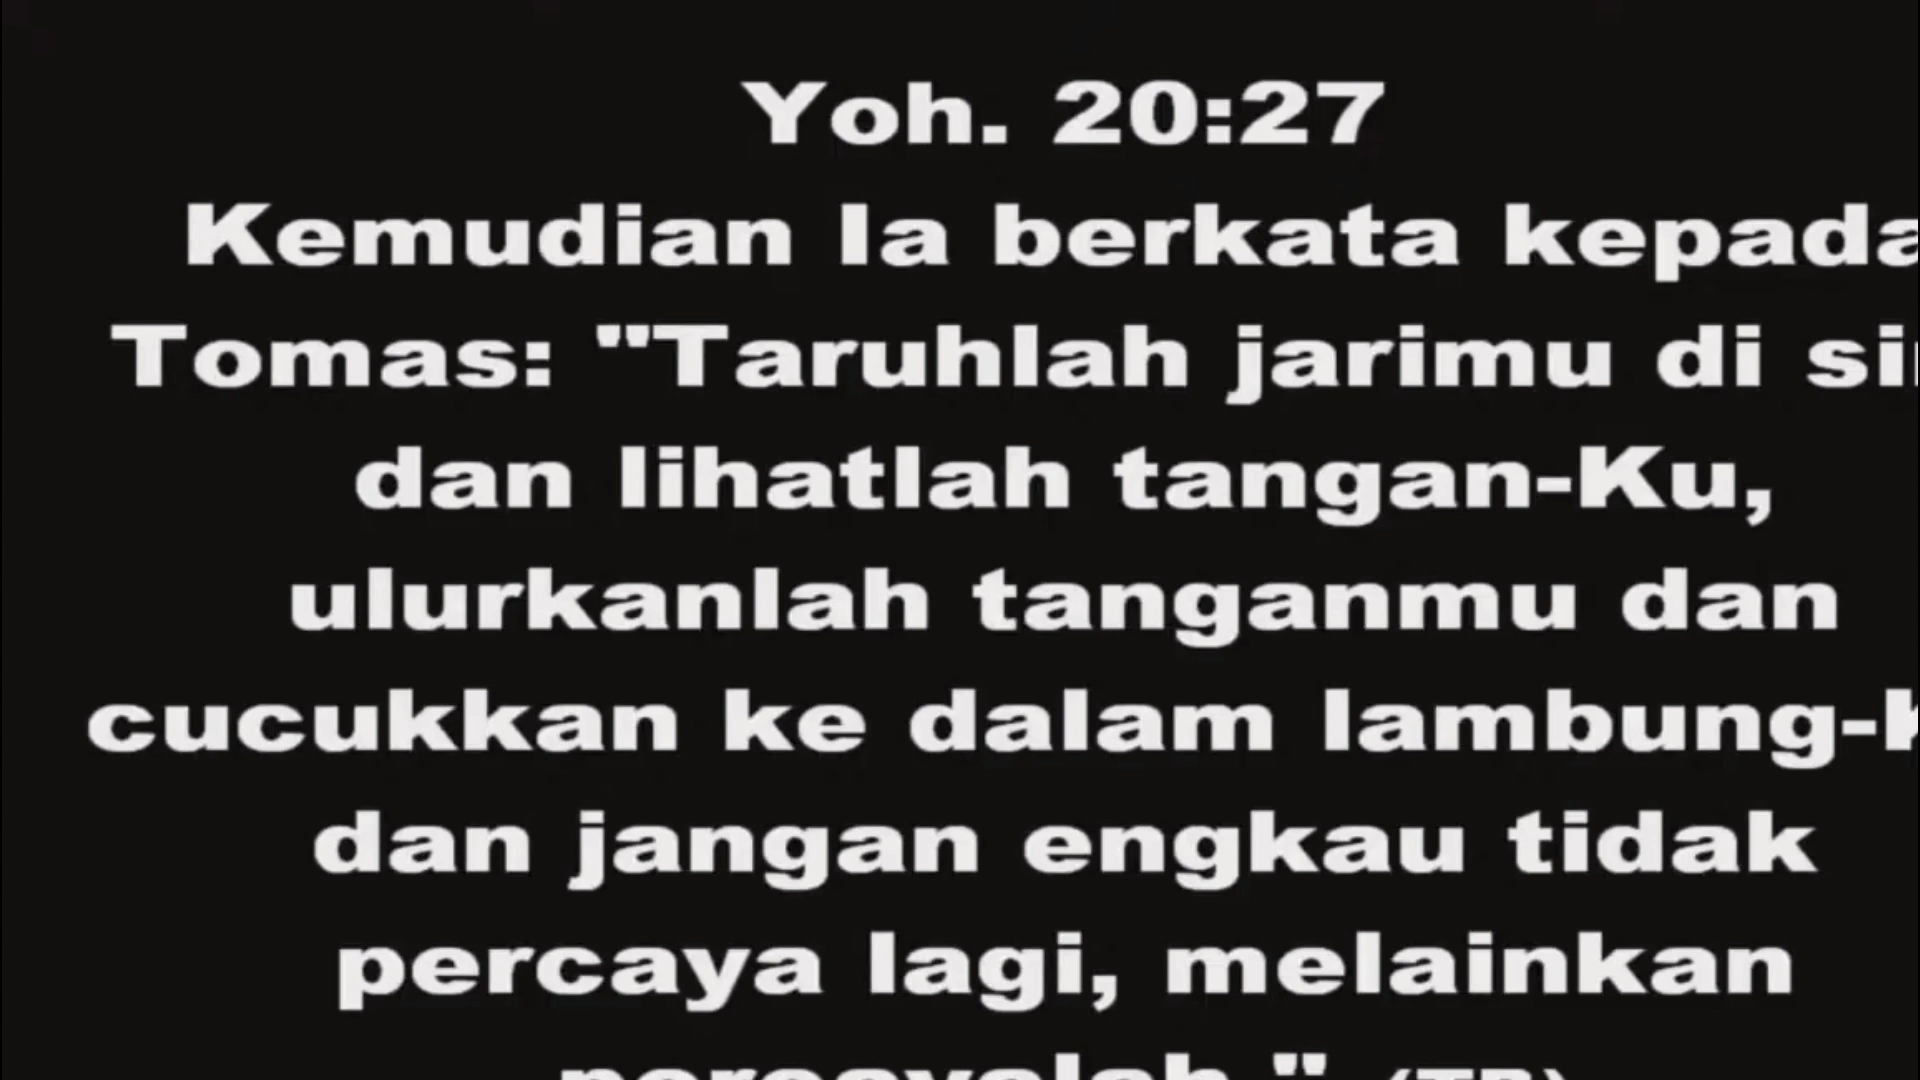 Yoh. 20:27
Kemudian Ia berkata kepada
Tomas: "Taruhlah jarimu di si
dan lihatlah tangan-Ku,
ulurkanlah tanganmu dan
cucukkan ke dalam lambung-K
dan jangan engkau tidak
percaya lagi, melainkan
percayalah." (TB)